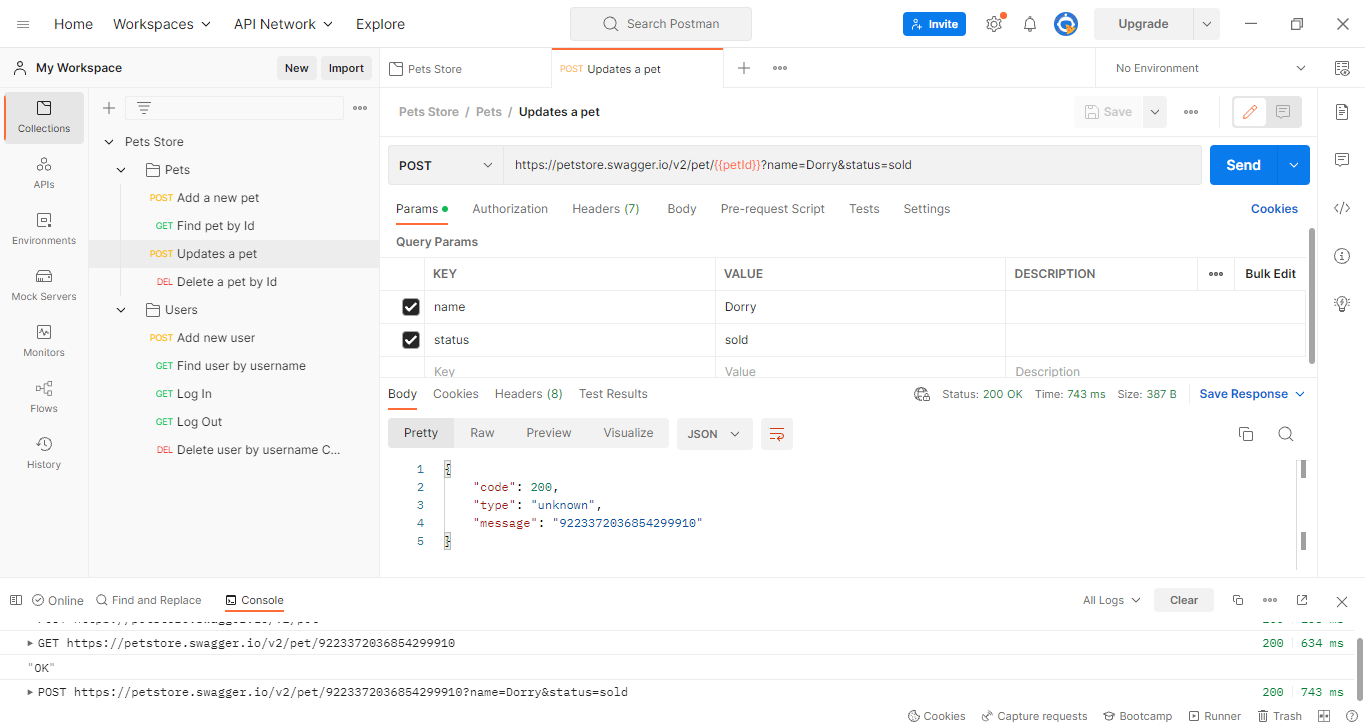 Home Workspaces API Network Explore Search Postman Invite Upgrade
My Workspace New Import Pets Store POST Updates a pet No Environment
Collections
APIs
Environments
Mock Servers
Monitors
Flows
History
Pets Store
Pets
POST Add a new pet
GET Find pet by Id
POST Updates a pet
DEL Delete a pet by Id
Users
POST Add new user
GET Find user by username
GET Log In
GET Log Out
DEL Delete user by username C...
Pets Store / Pets / Updates a pet Save
POST https://petstore.swagger.io/v2/pet/{{petId}}?name=Dorry&status=sold Send
Params Authorization Headers (7) Body Pre-request Script Tests Settings Cookies
Query Params
KEY VALUE DESCRIPTION Bulk Edit
name Dorry
status sold
Key Value Description
Body Cookies Headers (8) Test Results Status: 200 OK Time: 743 ms Size: 387 B Save Response
Pretty Raw Preview Visualize JSON
1 {
2 "code": 200,
3 "type": "unknown",
4 "message": "9223372036854299910"
5 }
Online Find and Replace Console All Logs Clear
GET https://petstore.swagger.io/v2/pet/9223372036854299910 200 634 ms
"OK"
POST https://petstore.swagger.io/v2/pet/9223372036854299910?name=Dorry&status=sold 200 743 ms
Cookies Capture requests Bootcamp Runner Trash